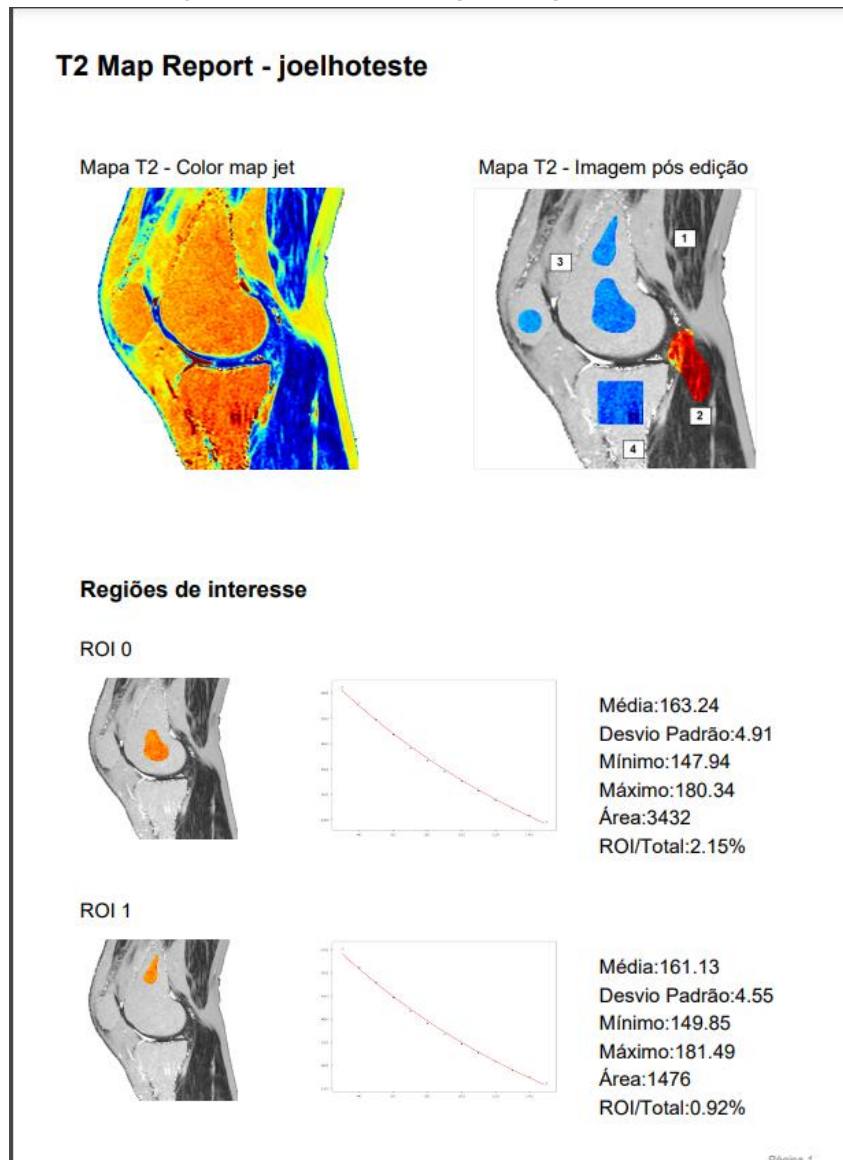 T2 Map Report - joelhoteste
Mapa T2 - Color map jet
Mapa T2 - Imagem pós edição
1
3
2
4
Regiões de interesse
ROI 0
Média:163.24
Desvio Padrão:4.91
Mínimo:147.94
Máximo:180.34
Área:3432
ROI/Total:2.15%
ROI 1
Média:161.13
Desvio Padrão:4.55
Mínimo:149.85
Máximo:181.49
Área:1476
ROI/Total:0.92%
Página 1